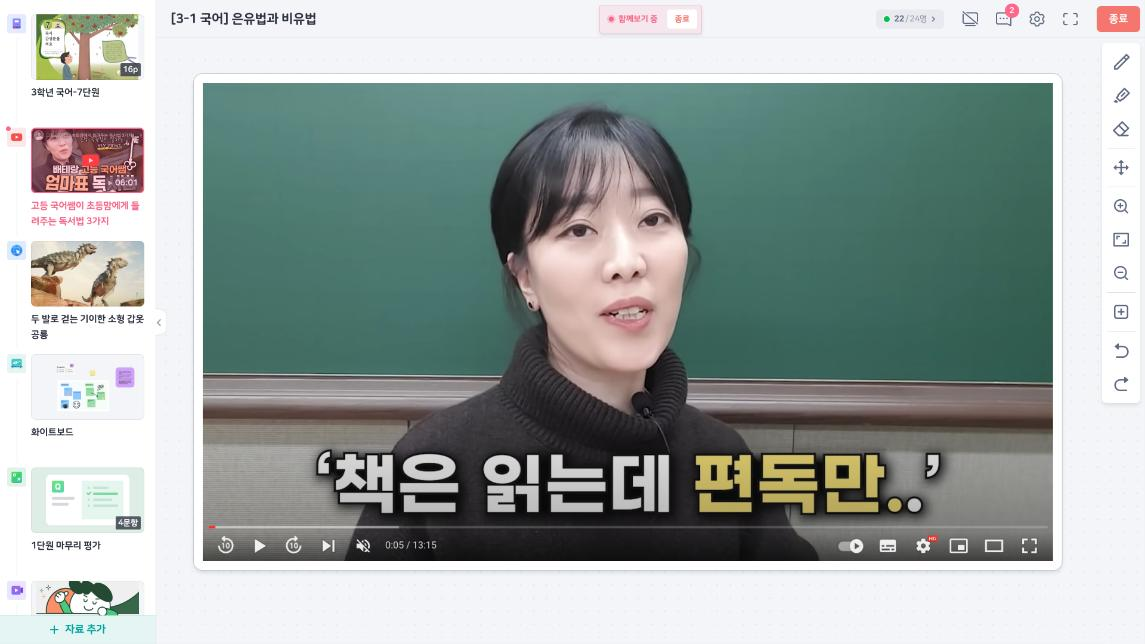 [3-1 국어] 은유법과 비유법
함께보기 중
종료
22/24명
2
종료
16p
3학년 국어-7단원
배태랑 고등 국어쌤
엄마표 독
06:01
고등 국어쌤이 초등맘에게 들
려주는 독서법 3가지
두 발로 걷는 기이한 소형 갑옷
공룡
화이트보드
Q
4문항
1단원 마무리 평가
자료 추가
‘책은 읽는데 편독만..’
10
10
0:05 / 13:15
HD